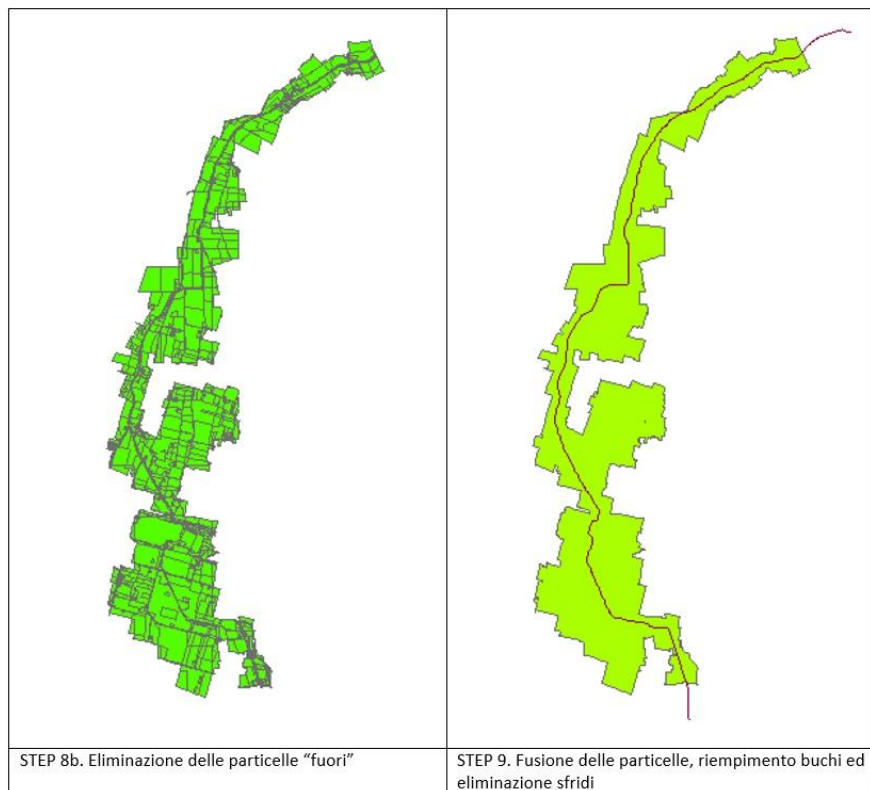 STEP 8b. Eliminazione delle particelle “fuori”
STEP 9. Fusione delle particelle, riempimento buchi ed
eliminazione sfridi